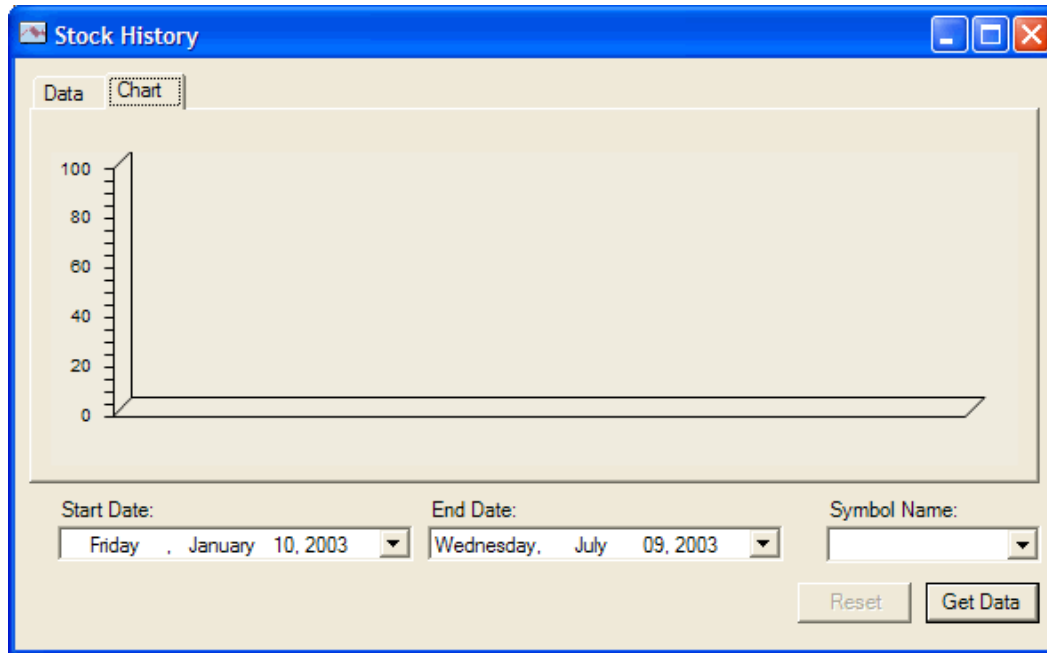 Stock History
Data Chart
100
80
60
40
20
0
Start Date: End Date: Symbol Name:
Friday , January 10, 2003 Wednesday, July 09, 2003
Reset Get Data